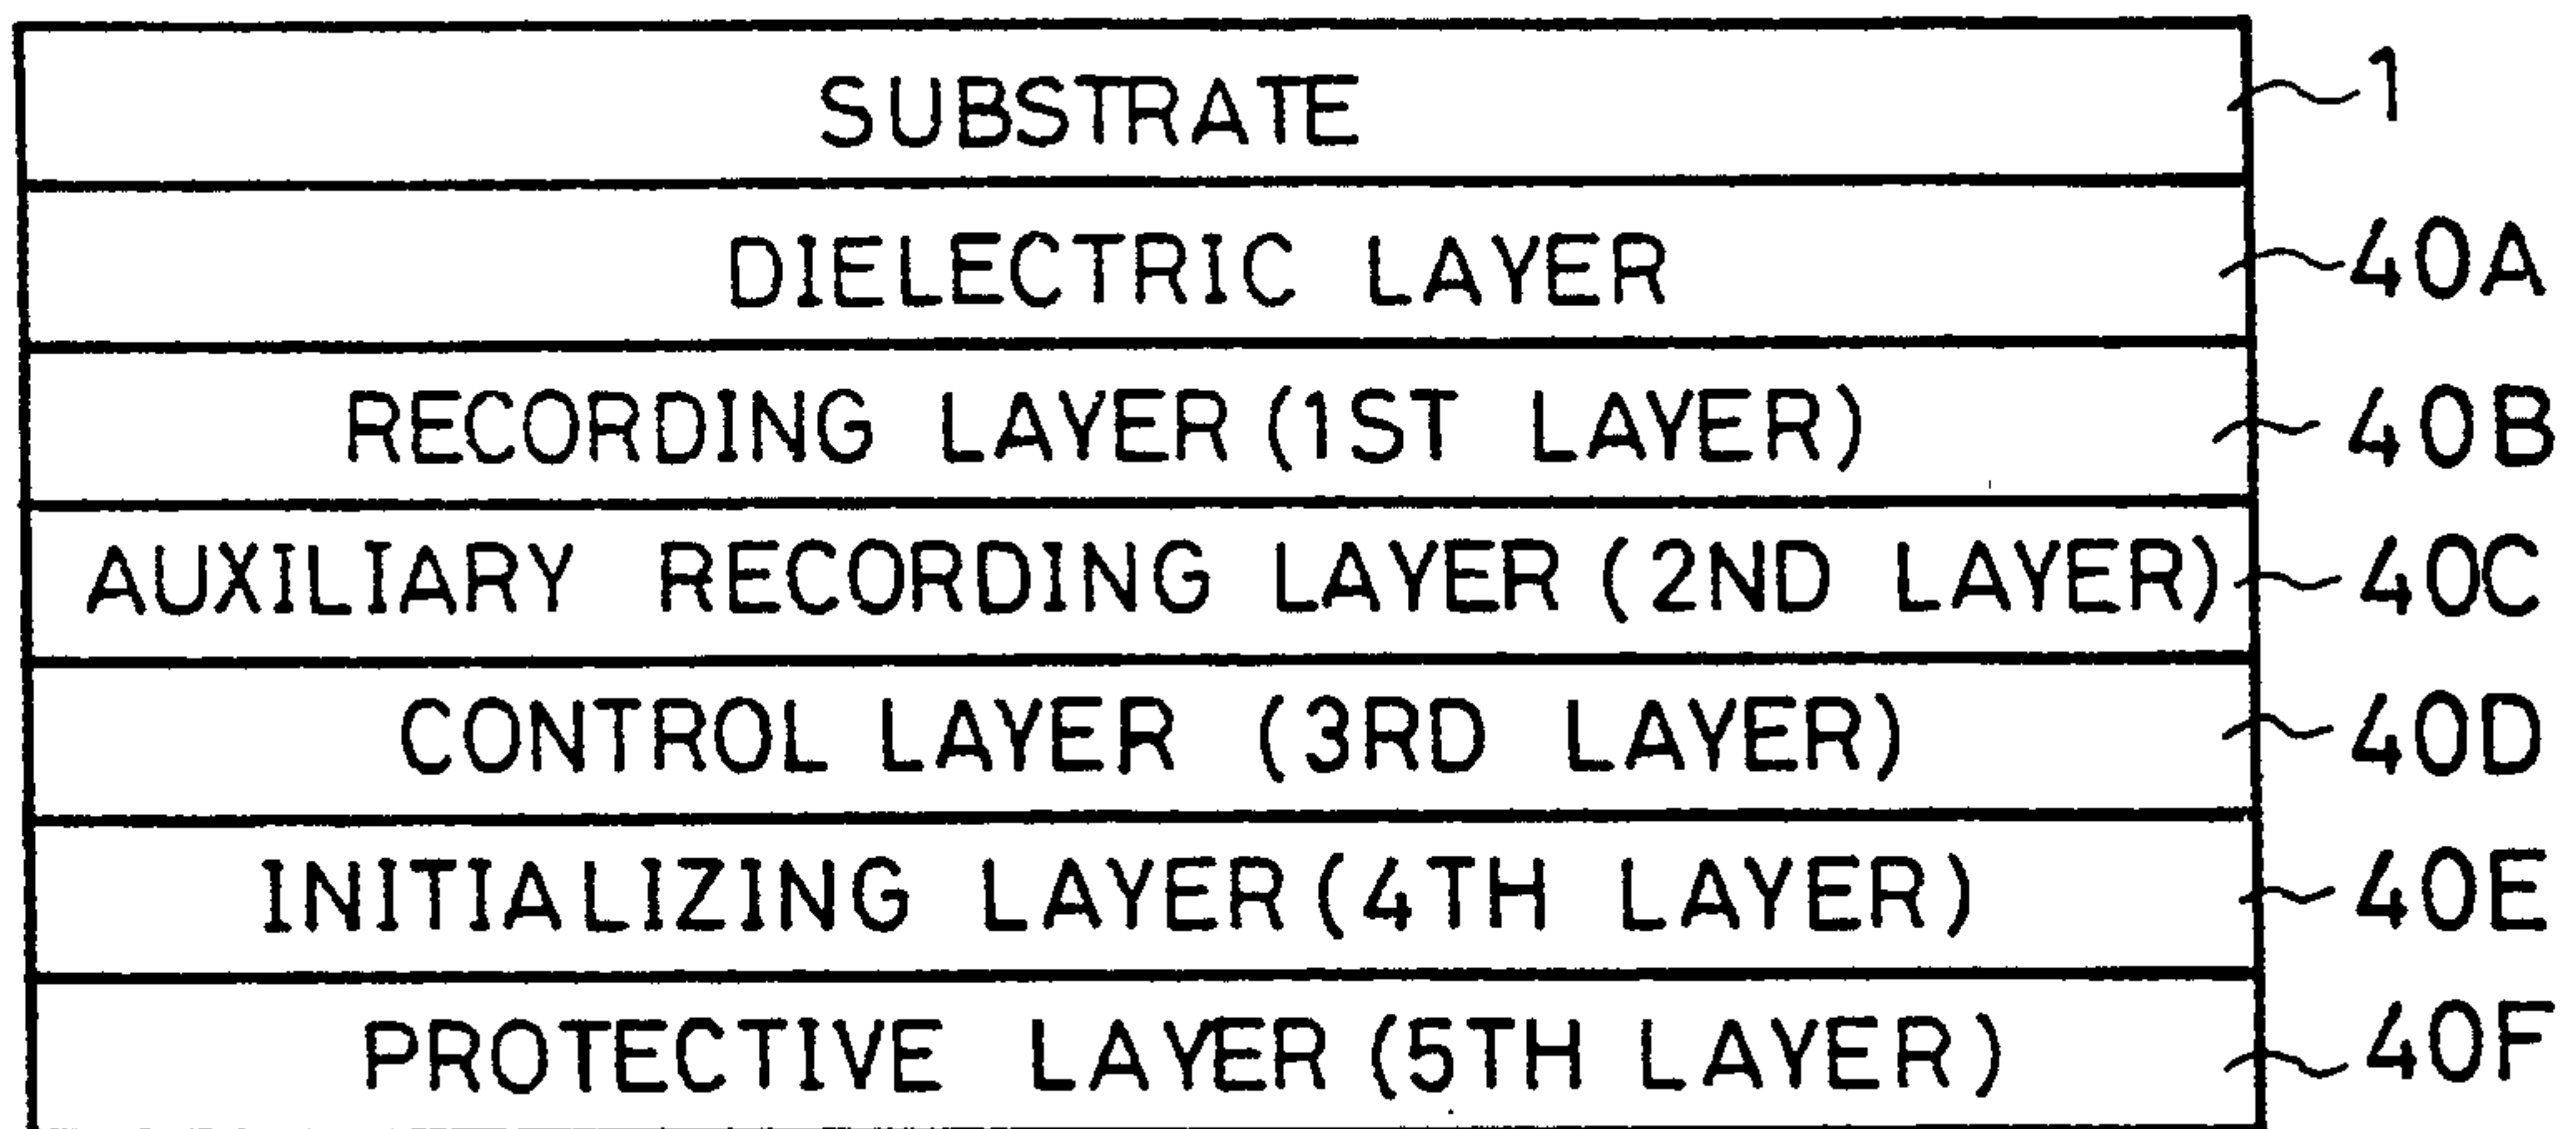 SUBSTRATE 1
DIELECTRIC LAYER 40A
RECORDING LAYER (1ST LAYER) 40B
AUXILIARY RECORDING LAYER (2ND LAYER) 40C
CONTROL LAYER (3RD LAYER) 40D
INITIALIZING LAYER (4TH LAYER) 40E
PROTECTIVE LAYER (5TH LAYER) 40F